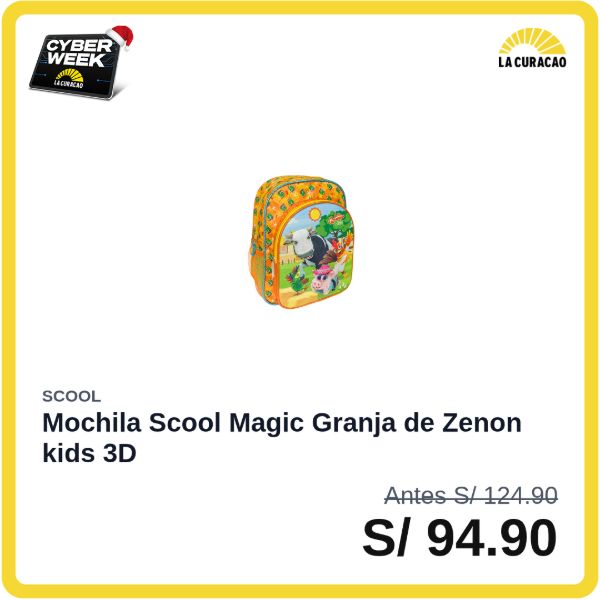 CYBER
WEEK
LA CURACAO
LA CURACAO
SCOOL
Mochila Scool Magic Granja de Zenon
kids 3D
Antes S/ 124.90
S/ 94.90